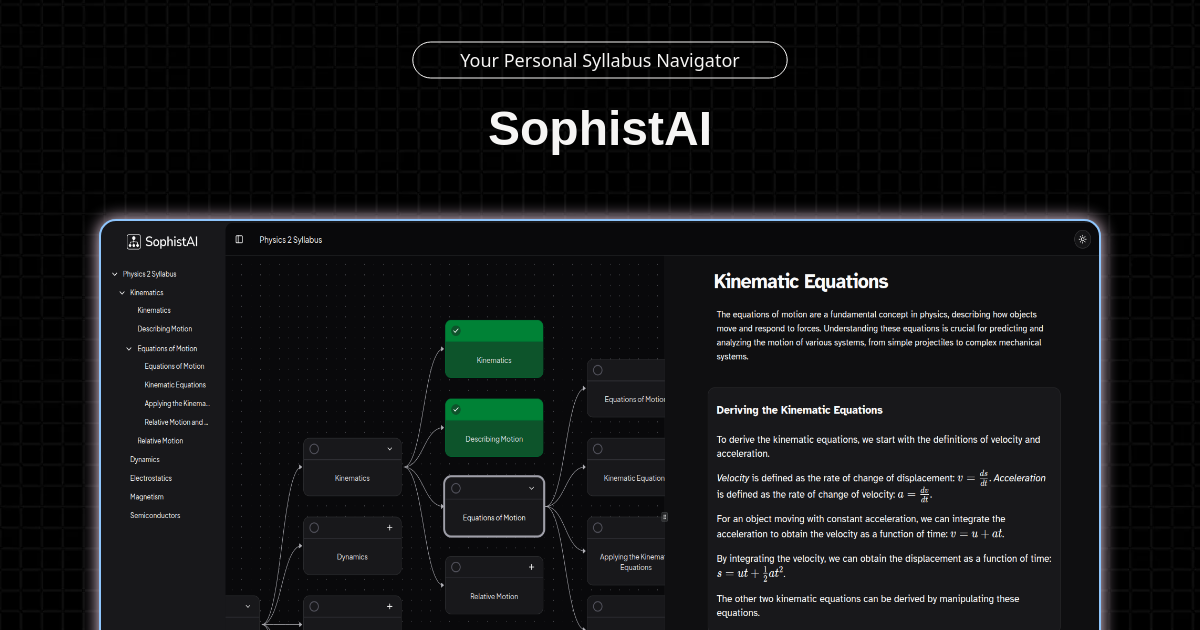 Your Personal Syllabus Navigator
SophistAI
SophistAI
Physics 2 Syllabus
Physics 2 Syllabus
Kinematics
Kinematics
Describing Motion
Equations of Motion
Equations of Motion
Kinematic Equations
Applying the Kinema...
Relative Motion and ...
Relative Motion
Dynamics
Electrostatics
Magnetism
Semiconductors
Kinematics
Dynamics
Kinematics
Describing Motion
Equations of Motion
Relative Motion
Equations of Motion
Kinematic Equation
Applying the Kinemat
Equations
Kinematic Equations
The equations of motion are a fundamental concept in physics, describing how objects
move and respond to forces. Understanding these equations is crucial for predicting and
analyzing the motion of various systems, from simple projectiles to complex mechanical
systems.
Deriving the Kinematic Equations
To derive the kinematic equations, we start with the definitions of velocity and
acceleration.
Velocity is defined as the rate of change of displacement: v = ds/dt. Acceleration
is defined as the rate of change of velocity: a = dv/dt.
For an object moving with constant acceleration, we can integrate the
acceleration to obtain the velocity as a function of time: v = u + at.
By integrating the velocity, we can obtain the displacement as a function of time:
s = ut + 1/2 at².
The other two kinematic equations can be derived by manipulating these
equations.